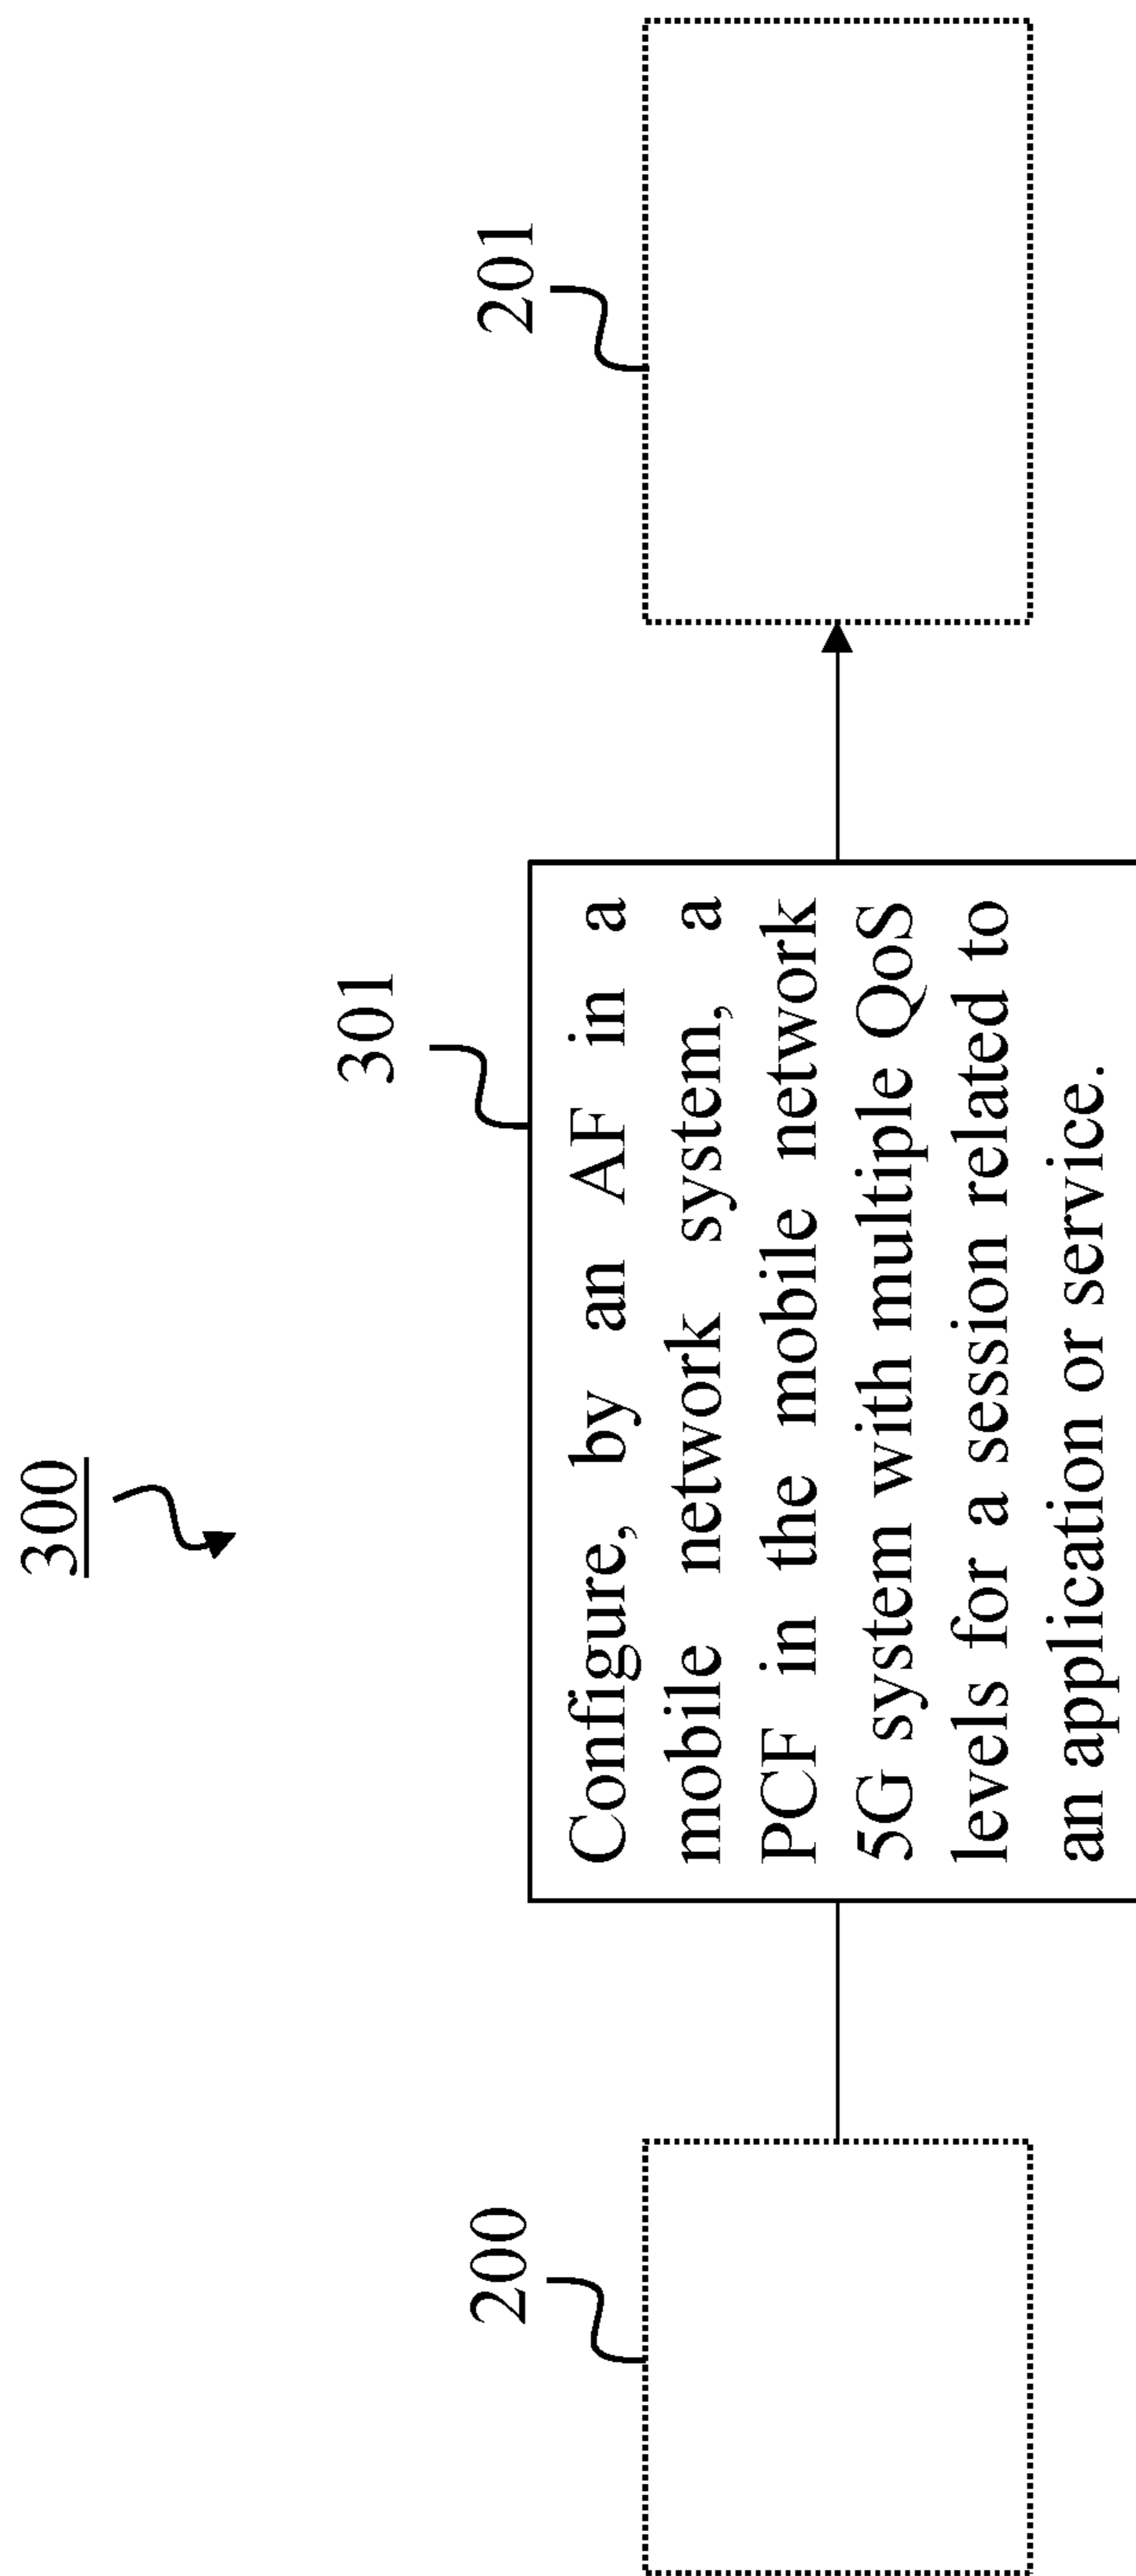 300
200
301
201
Configure, by an AF in a
mobile network system, a
PCF in the mobile network
5G system with multiple QoS
levels for a session related to
an application or service.